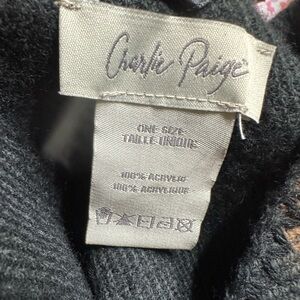 Charlie Paige
ONE SIZE
TAILLE UNIQUE
100% ACRYLIC
100% ACRYLIQUE